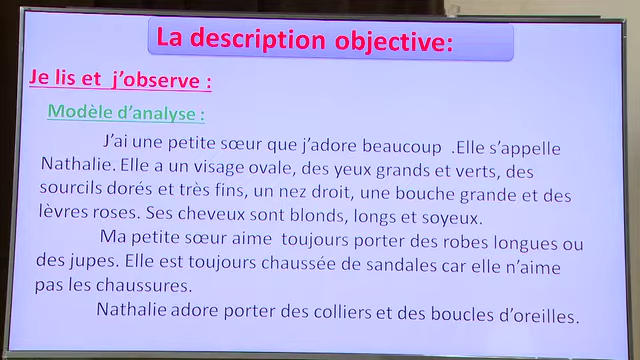 La description objective:
Je lis et j'observe :
Modèle d'analyse :
J'ai une petite sœur que j'adore beaucoup .Elle s'appelle
Nathalie. Elle a un visage ovale, des yeux grands et verts, des
sourcils dorés et très fins, un nez droit, une bouche grande et des
lèvres roses. Ses cheveux sont blonds, longs et soyeux.
Ma petite sœur aime toujours porter des robes longues ou
des jupes. Elle est toujours chaussée de sandales car elle n'aime
pas les chaussures.
Nathalie adore porter des colliers et des boucles d'oreilles.